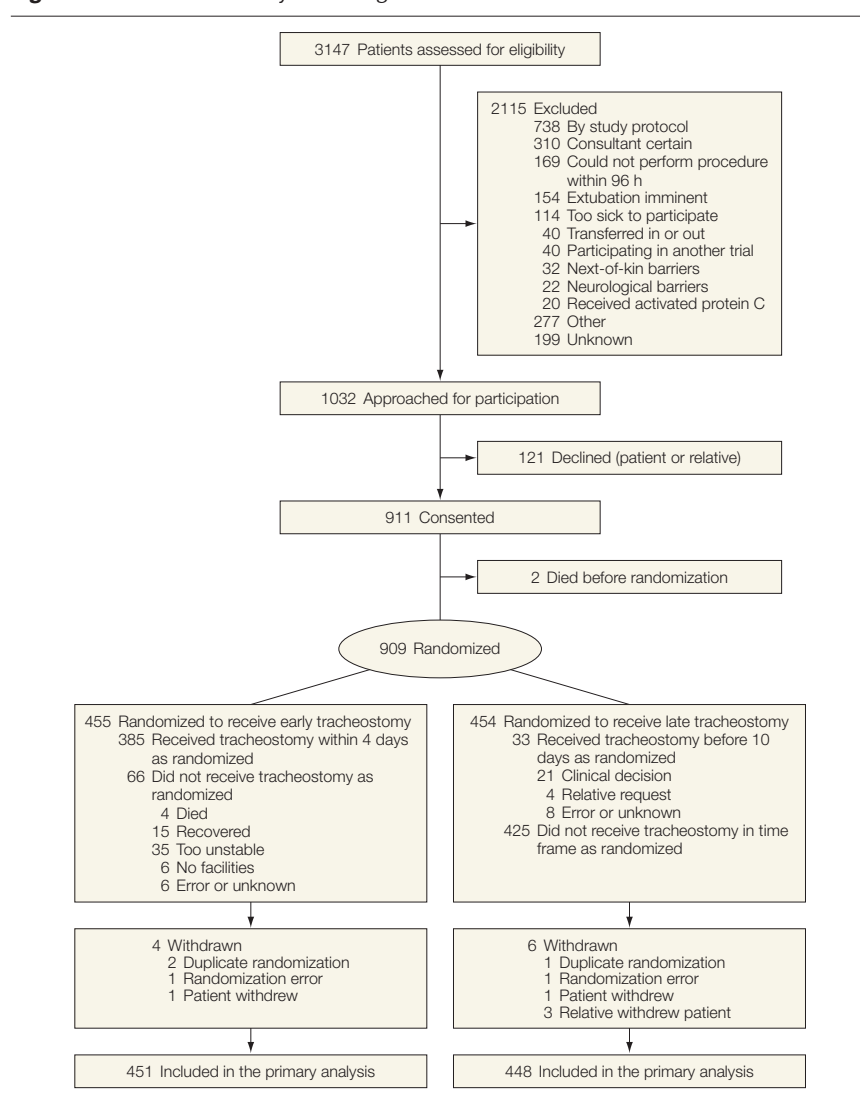 3147 Patients assessed for eligibility
2115 Excluded
738 By study protocol
310 Consultant certain
169 Could not perform procedure
within 96 h
154 Extubation imminent
114 Too sick to participate
40 Transferred in or out
40 Participating in another trial
32 Next-of-kin barriers
22 Neurological barriers
20 Received activated protein C
277 Other
199 Unknown
1032 Approached for participation
121 Declined (patient or relative)
911 Consented
2 Died before randomization
909 Randomized
455 Randomized to receive early tracheostomy
385 Received tracheostomy within 4 days
as randomized
66 Did not receive tracheostomy as
randomized
4 Died
15 Recovered
35 Too unstable
6 No facilities
6 Error or unknown
454 Randomized to receive late tracheostomy
33 Received tracheostomy before 10
days as randomized
21 Clinical decision
4 Relative request
8 Error or unknown
425 Did not receive tracheostomy in time
frame as randomized
4 Withdrawn
2 Duplicate randomization
1 Randomization error
1 Patient withdrew
6 Withdrawn
1 Duplicate randomization
1 Randomization error
1 Patient withdrew
3 Relative withdrew patient
451 Included in the primary analysis
448 Included in the primary analysis